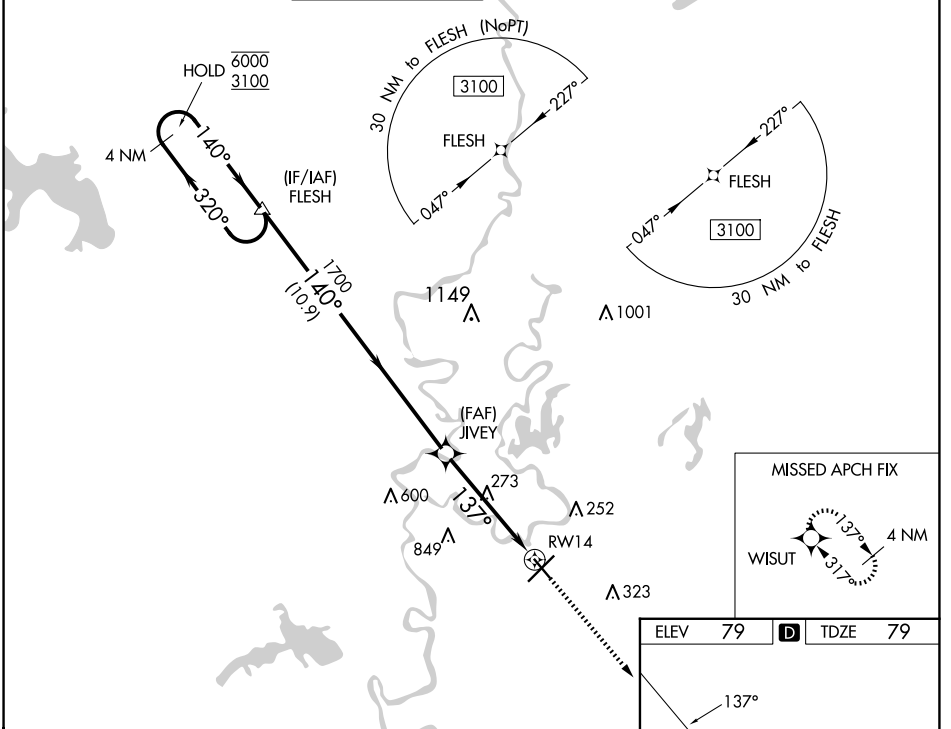 HOLD 6000
3100
4 NM
140°
320°
(IF/IAF)
FLESH
30 NM to FLESH (NoPT)
3100
227°
FLESH
047°
227°
FLESH
047°
3100
30 NM to FLESH
1700
140°
(10.9)
1149
1001
(FAF)
JIVEY
600
273
137°
252
849
RW14
323
MISSED APCH FIX
137°
4 NM
WISUT
317°
ELEV 79 D TDZE 79
137°